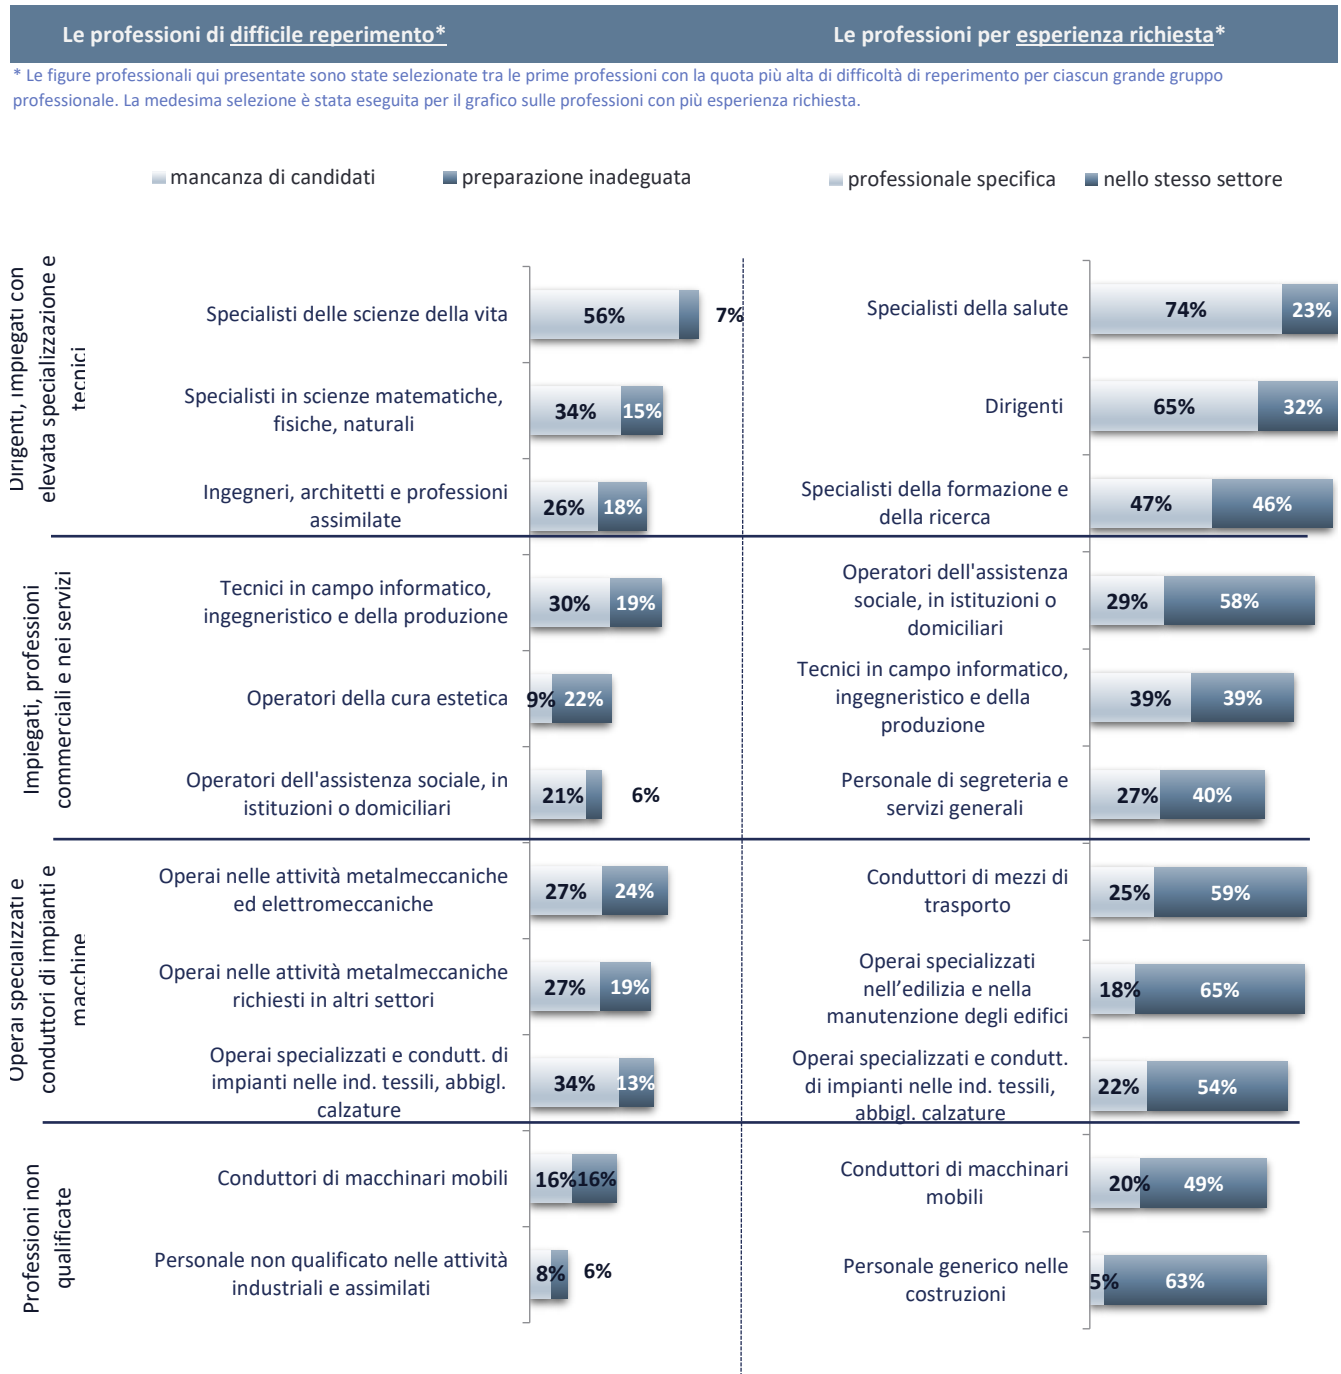 Le professioni di difficile reperimento*
Le professioni per esperienza richiesta*
* Le figure professionali qui presentate sono state selezionate tra le prime professioni con la quota più alta di difficoltà di reperimento per ciascun grande gruppo
professionale. La medesima selezione è stata eseguita per il grafico sulle professioni con più esperienza richiesta.
mancanza di candidati
preparazione inadeguata
professionale specifica
nello stesso settore
Dirigenti, impiegati con
elevata specializzazione e
tecnici
Specialisti delle scienze della vita
56%
7%
Specialisti in scienze matematiche,
fisiche, naturali
34%
15%
Ingegneri, architetti e professioni
assimilate
26%
18%
Specialisti della salute
74%
23%
Dirigenti
65%
32%
Specialisti della formazione e
della ricerca
47%
46%
Impiegati, professioni
commerciali e nei servizi
Tecnici in campo informatico,
ingegneristico e della produzione
30%
19%
Operatori della cura estetica
9%
22%
Operatori dell'assistenza sociale, in
istituzioni o domiciliari
21%
6%
Operatori dell'assistenza
sociale, in istituzioni o
domiciliari
29%
58%
Tecnici in campo informatico,
ingegneristico e della
produzione
39%
39%
Personale di segreteria e
servizi generali
27%
40%
Operai specializzati e
conduttori di impianti e
macchine
Operai nelle attività metalmeccaniche
ed elettromeccaniche
27%
24%
Operai nelle attività metalmeccaniche
richiesti in altri settori
27%
19%
Operai specializzati e condutt. di
impianti nelle ind. tessili, abbigl.
calzature
34%
13%
Conduttori di mezzi di
trasporto
25%
59%
Operai specializzati
nell'edilizia e nella
manutenzione degli edifici
18%
65%
Operai specializzati e condutt.
di impianti nelle ind. tessili,
abbigl. calzature
22%
54%
Professioni non
qualificate
Conduttori di macchinari mobili
16%
16%
Personale non qualificato nelle attività
industriali e assimilati
8%
6%
Conduttori di macchinari
mobili
20%
49%
Personale generico nelle
costruzioni
5%
63%